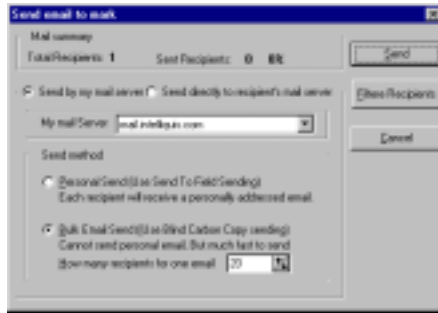 Send email to mark
Mail summary
Total Recipients: 1 Sent Recipients: 0
Send
Send by my mail server Send directly to recipient's mail server
Recipients
My mail Server
Cancel
Send method
Personal Send(Use Send To Field Sending)
Each recipient will receive a personally addressed email.
Bulk Email Send(Use Blind Carbon Copy sending)
Cannot send personal email. But much fast to send
How many recipients for one email 20